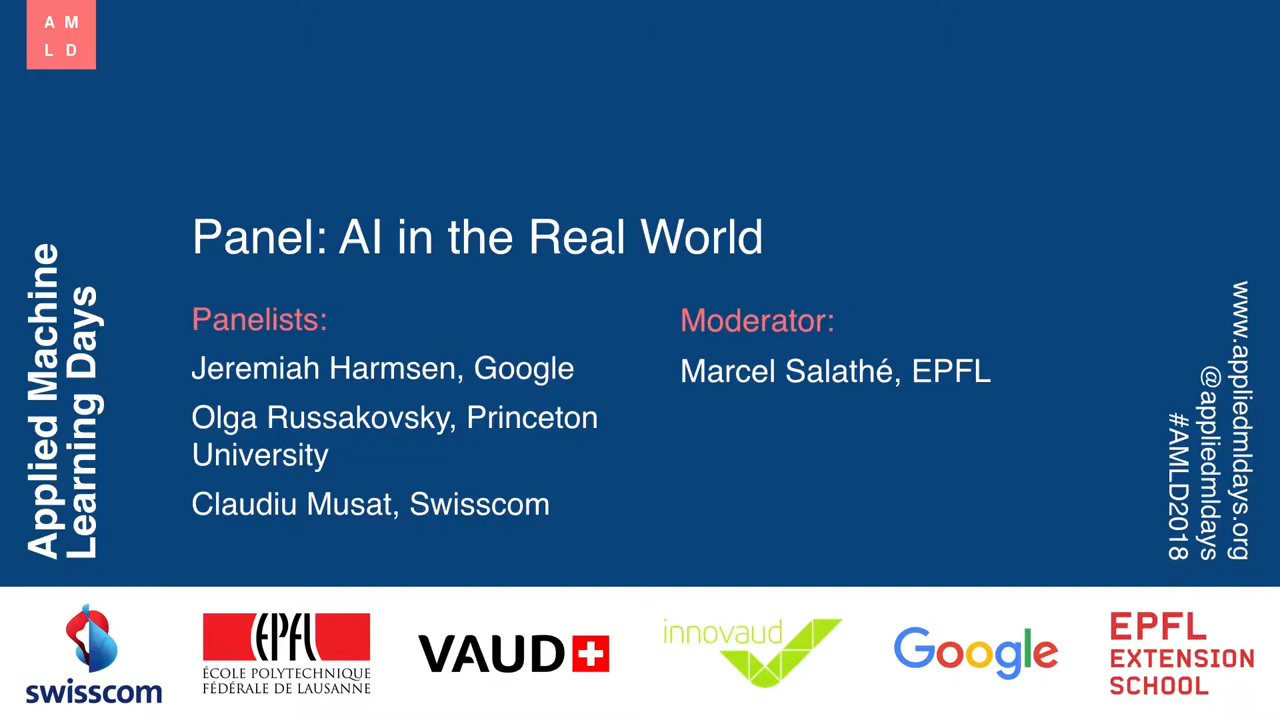 A M
L D
Applied Machine
Learning Days
Panel: AI in the Real World
Panelists:
Jeremiah Harmsen, Google
Olga Russakovsky, Princeton
University
Claudiu Musat, Swisscom
Moderator:
Marcel Salathé, EPFL
www.appliedmldays.org
@appliedmldays
#AMLD2018
swisscom
EPFL
ÉCOLE POLYTECHNIQUE
FÉDÉRALE DE LAUSANNE
VAUD
innovaud
Google
EPFL
EXTENSION
SCHOOL